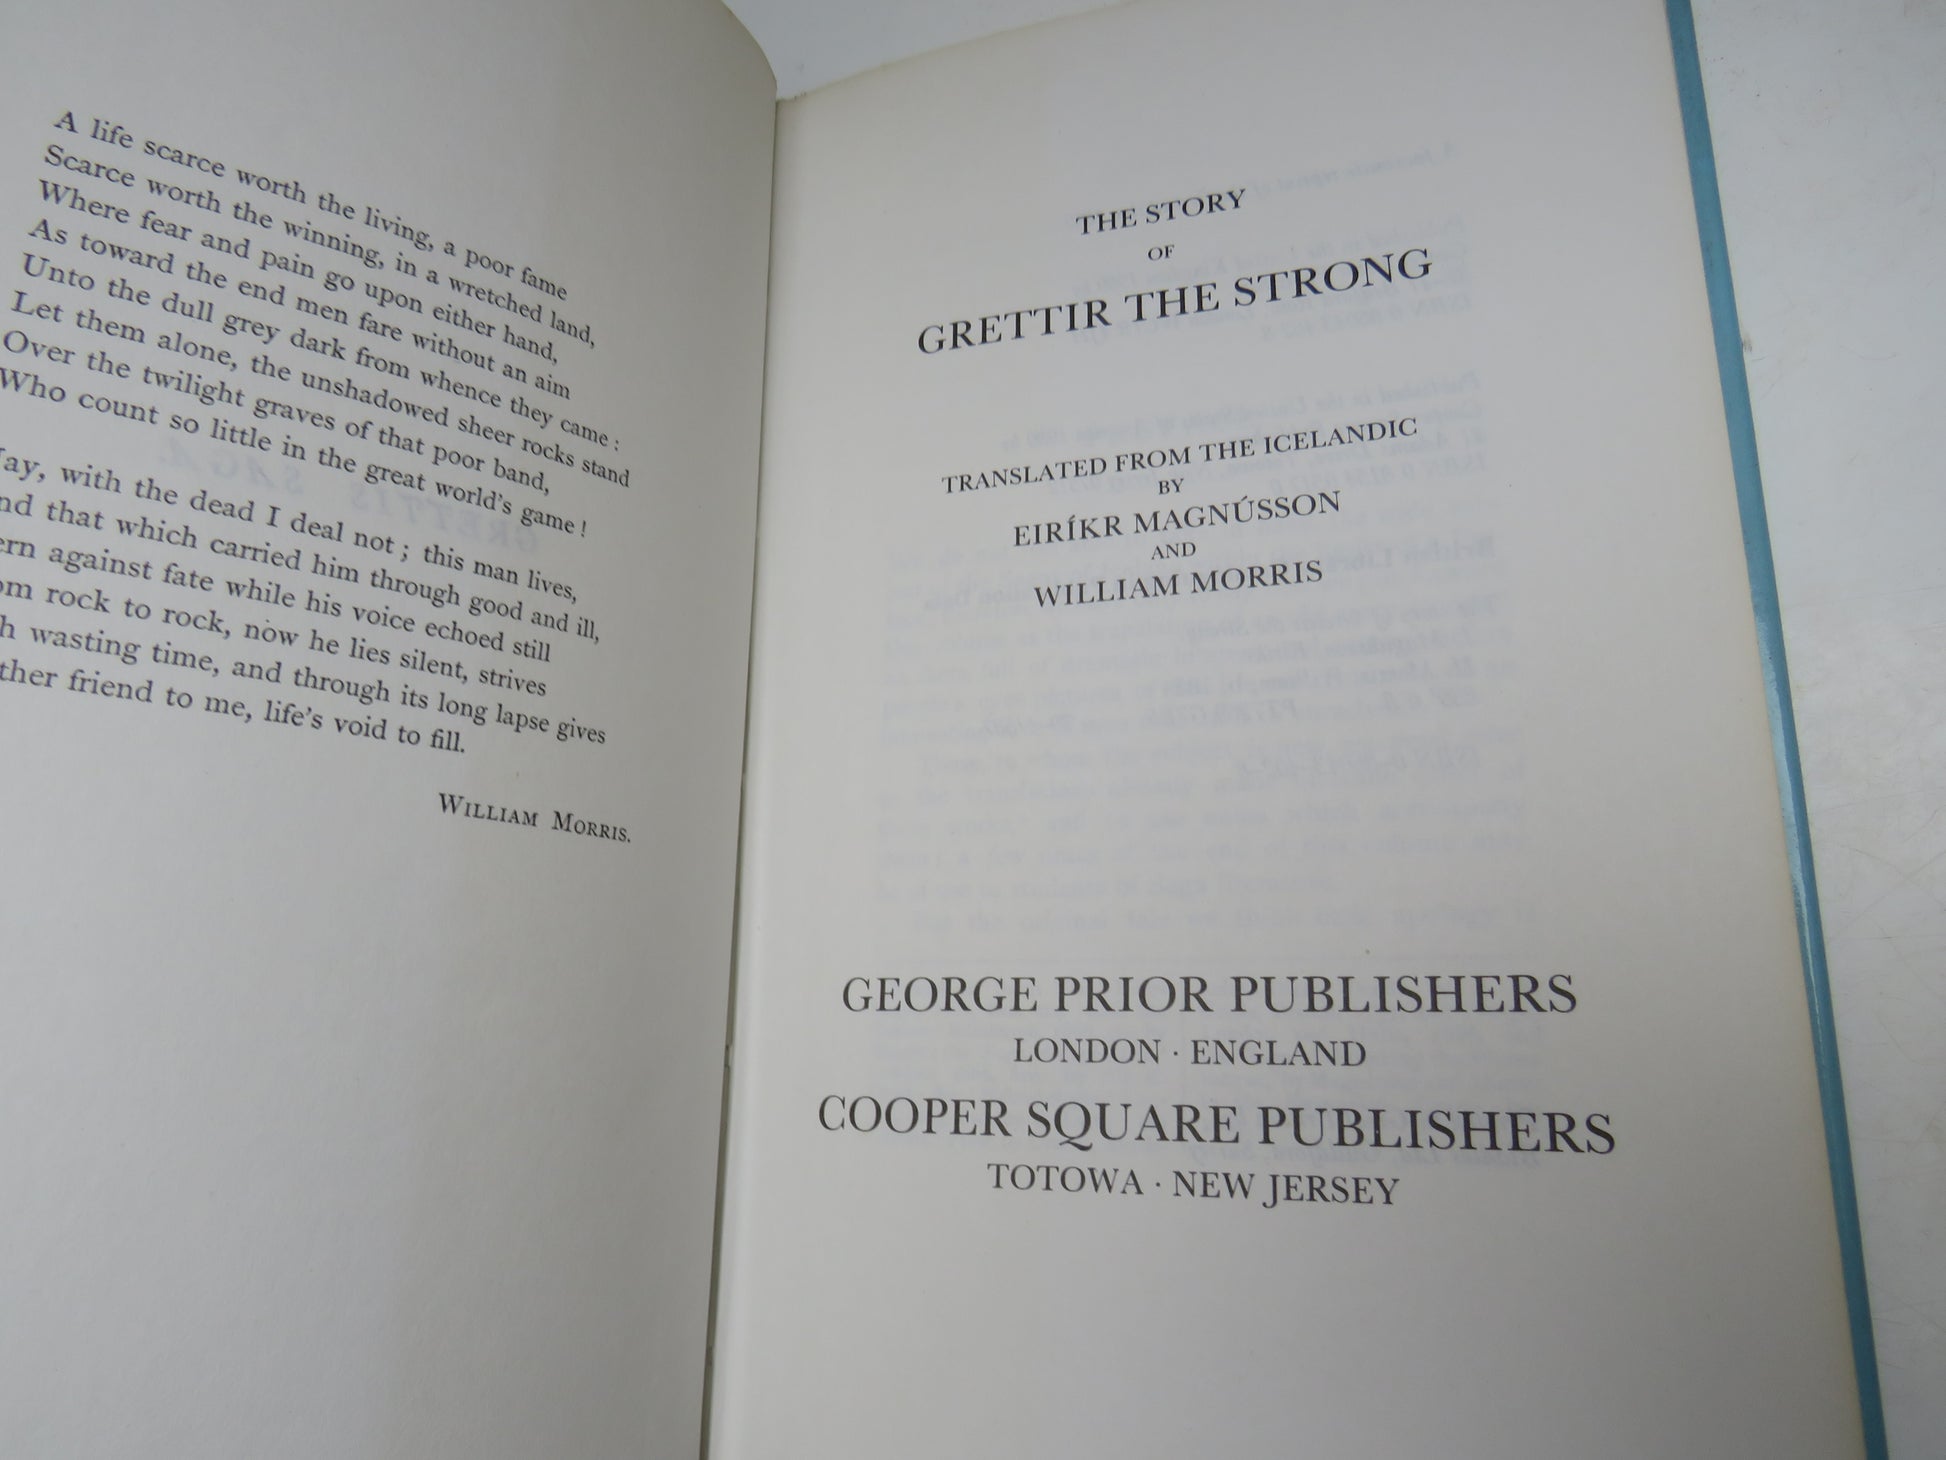 A life scarce worth the living, a poor fame
Scarce worth the winning, in a wretched land,
Where fear and pain go upon either hand,
As toward the end men fare without an aim
Unto the dull grey dark from whence they came:
Let them alone, the unshadowed sheer rocks stand
Over the twilight graves of that poor band,
Who count so little in the great world's game!
with the dead I deal not; this man lives,
that which carried him through good and ill,
against fate while his voice echoed still
rock to rock, now he lies silent, strives
wasting time, and through its long lapse gives
friend to me, life's void to fill.
WILLIAM MORRIS.
THE STORY
OF
GRETTIR THE STRONG
TRANSLATED FROM THE ICELANDIC
BY
EIRÍKR MAGNÚSSON
AND
WILLIAM MORRIS
GEORGE PRIOR PUBLISHERS
LONDON · ENGLAND
COOPER SQUARE PUBLISHERS
TOTOWA · NEW JERSEY